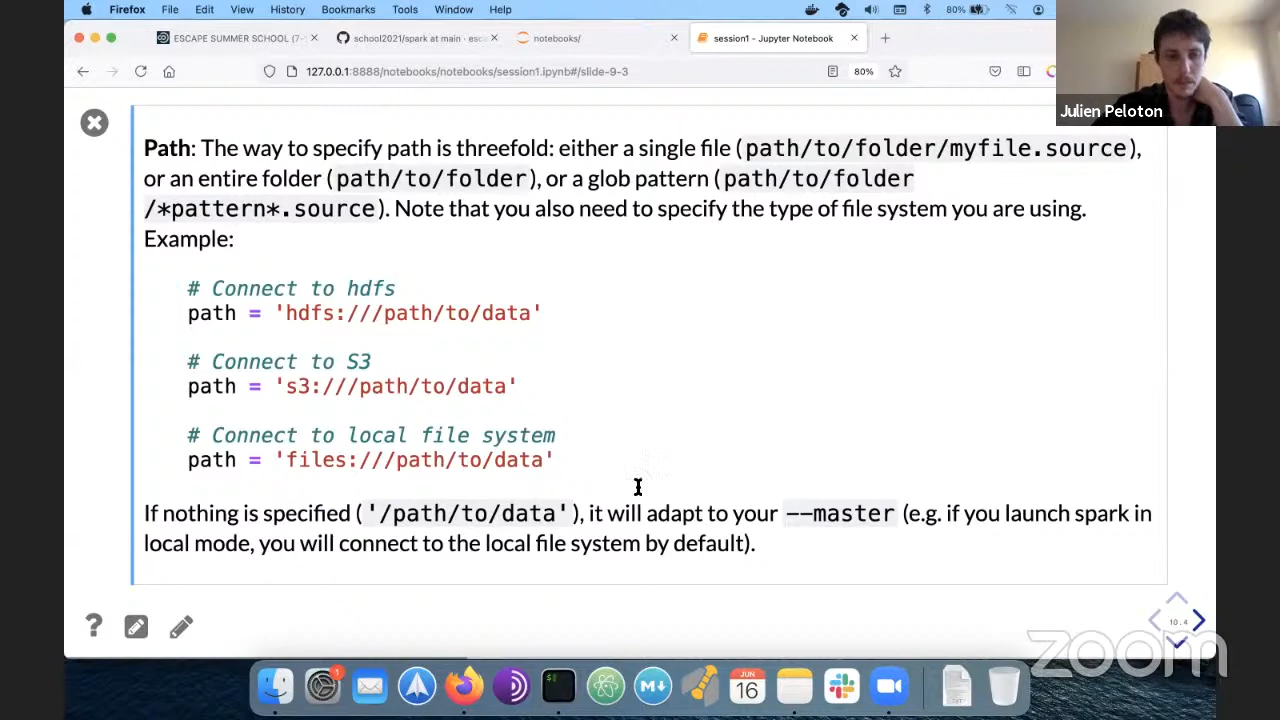 Firefox File Edit View History Bookmarks Tools Window Help 80%
ESCAPE SUMMER SCHOOL (7- school2021/spark at main · esca notebooks/ session1 - Jupyter Notebook
127.0.0.1:8888/notebooks/notebooks/session1.ipynb#/slide-9-3 80%
Julien Peloton
Path: The way to specify path is threefold: either a single file (path/to/folder/myfile.source),
or an entire folder (path/to/folder), or a glob pattern (path/to/folder
/*pattern*.source). Note that you also need to specify the type of file system you are using.
Example:
# Connect to hdfs
path = 'hdfs:///path/to/data'
# Connect to S3
path = 's3:///path/to/data'
# Connect to local file system
path = 'files:///path/to/data'
If nothing is specified ('/path/to/data'), it will adapt to your --master (e.g. if you launch spark in
local mode, you will connect to the local file system by default).
10.4
zoom
1
JUN
16